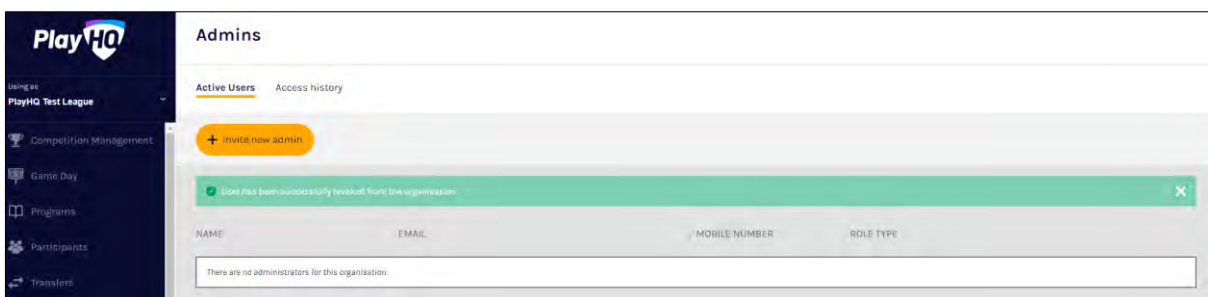 PlayHQ
Admins
Using as
PlayHQ Test League
Active Users Access history
Competition Management
+ Invite new admin
Game Day
User has been successfully revoked from the organisation.
Programs
NAME EMAIL MOBILE NUMBER ROLE TYPE
Participants
There are no administrators for this organisation.
Transfers